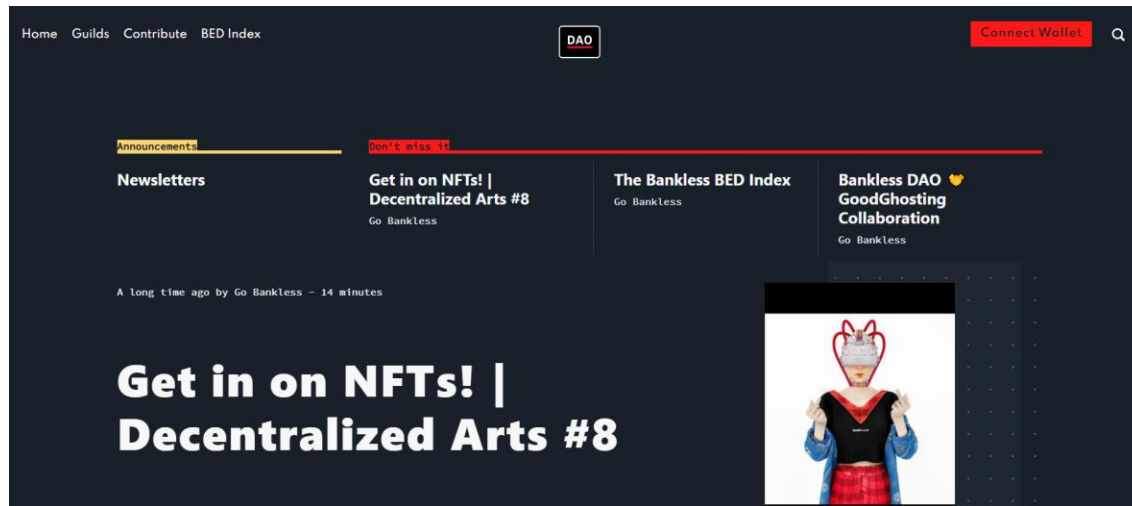 Home Guilds Contribute BED Index
DAO
Connect Wallet
Announcements
Don't miss it
Newsletters
Get in on NFTs! |
Decentralized Arts #8
Go Bankless
The Bankless BED Index
Go Bankless
Bankless DAO 🤝
GoodGhosting
Collaboration
Go Bankless
A long time ago by Go Bankless – 14 minutes
Get in on NFTs! |
Decentralized Arts #8